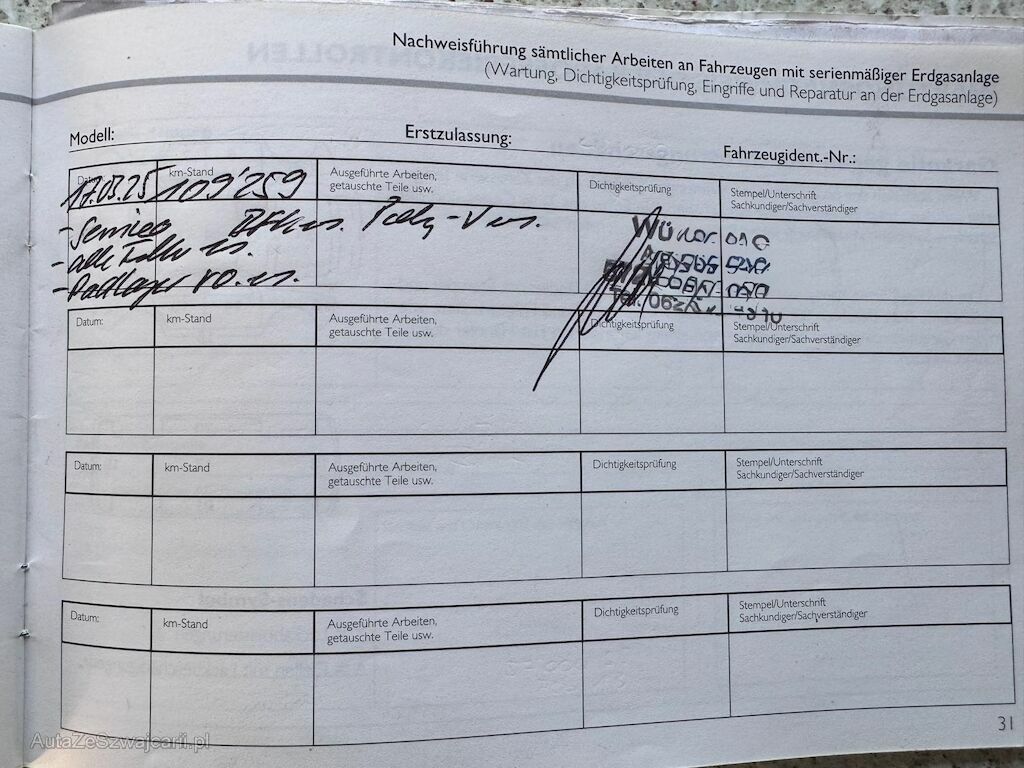 Nachweisführung sämtlicher Arbeiten an Fahrzeugen mit serienmäßiger Erdgasanlage
(Wartung, Dichtigkeitsprüfung, Eingriffe und Reparatur an der Erdgasanlage)
Modell: Erstzulassung: Fahrzeugident.-Nr.:
Datum: km-Stand Ausgeführte Arbeiten, getauschte Teile usw. Dichtigkeitsprüfung Stempel/Unterschrift Sachkundiger/Sachverständiger
17.03.25 109'259
- Service
- alle
- Radlager
Datum: km-Stand Ausgeführte Arbeiten, getauschte Teile usw. Dichtigkeitsprüfung Stempel/Unterschrift Sachkundiger/Sachverständiger
Datum: km-Stand Ausgeführte Arbeiten, getauschte Teile usw. Dichtigkeitsprüfung Stempel/Unterschrift Sachkundiger/Sachverständiger
Datum: km-Stand Ausgeführte Arbeiten, getauschte Teile usw. Dichtigkeitsprüfung Stempel/Unterschrift Sachkundiger/Sachverständiger
31
AutaZeSzwajcarii.pl